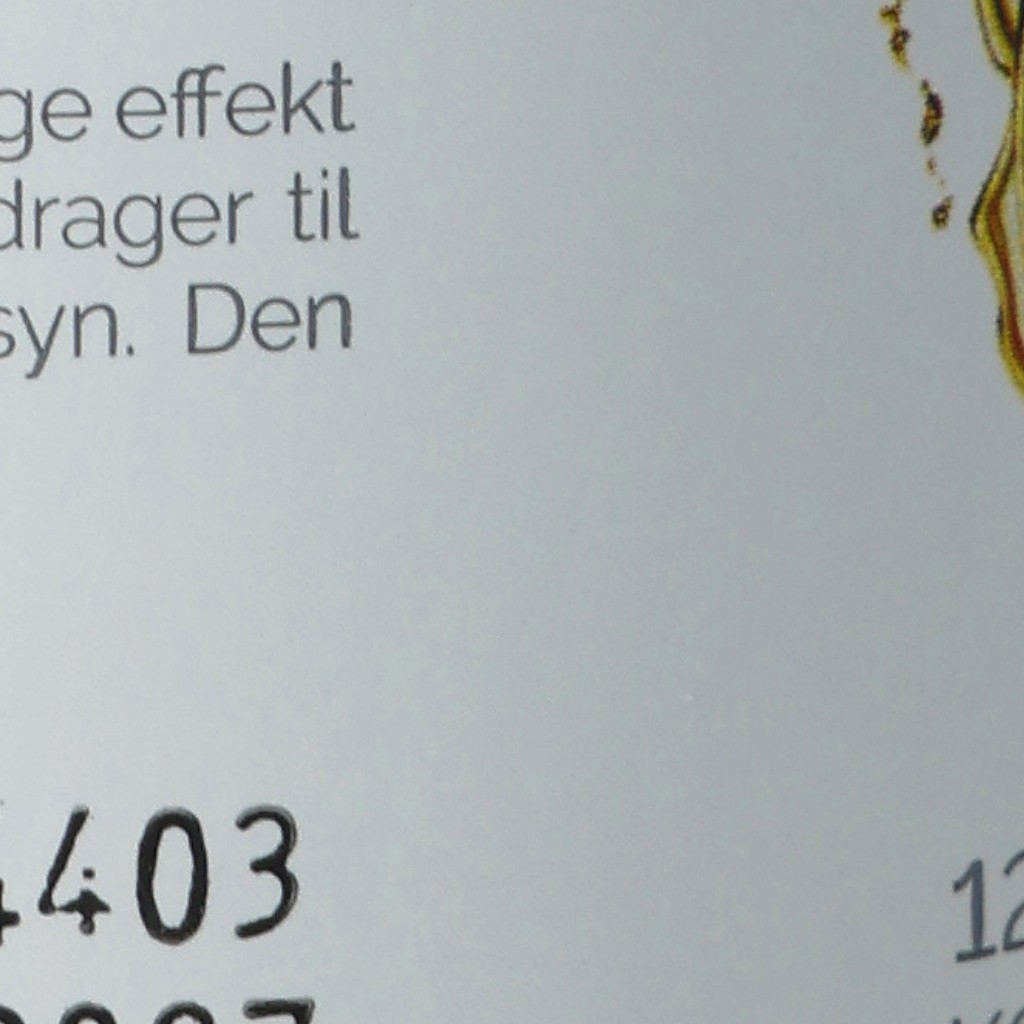 ge effekt
drager til
syn. Den
4403
12